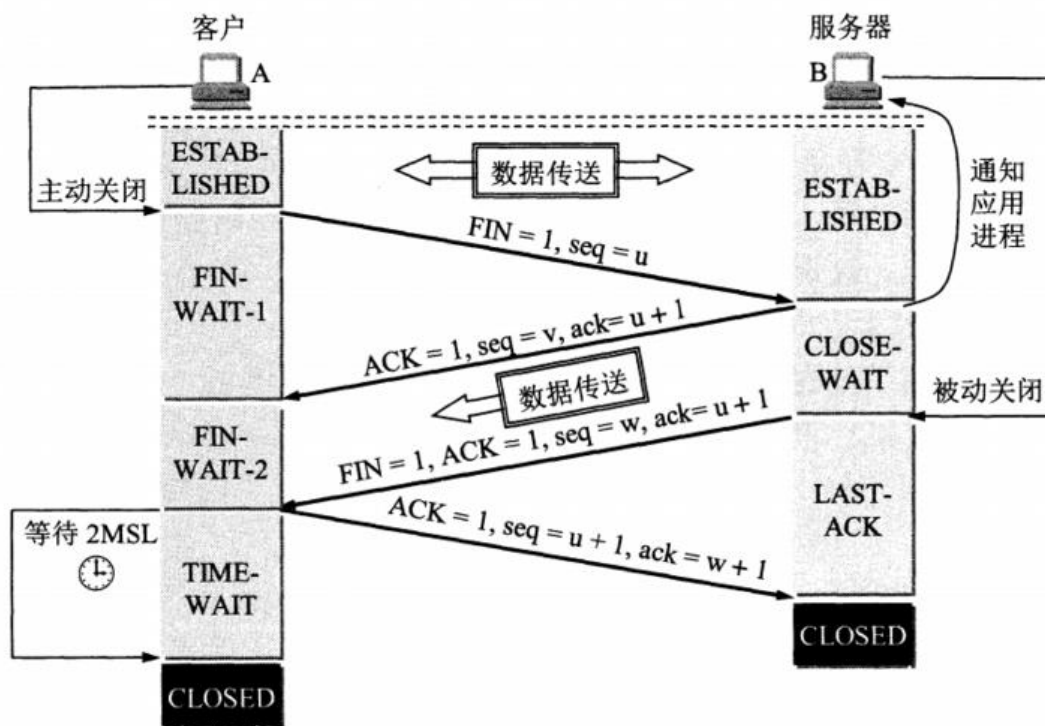 客户
服务器
A
B
ESTAB-
LISHED
数据传送
ESTAB-
LISHED
通知
应用
进程
主动关闭
FIN = 1, seq = u
FIN-
WAIT-1
ACK = 1, seq = v, ack= u + 1
CLOSE-
WAIT
数据传送
被动关闭
FIN-
WAIT-2
FIN = 1, ACK = 1, seq = w, ack= u + 1
LAST-
ACK
等待 2MSL
ACK = 1, seq = u + 1, ack = w + 1
TIME-
WAIT
CLOSED
CLOSED